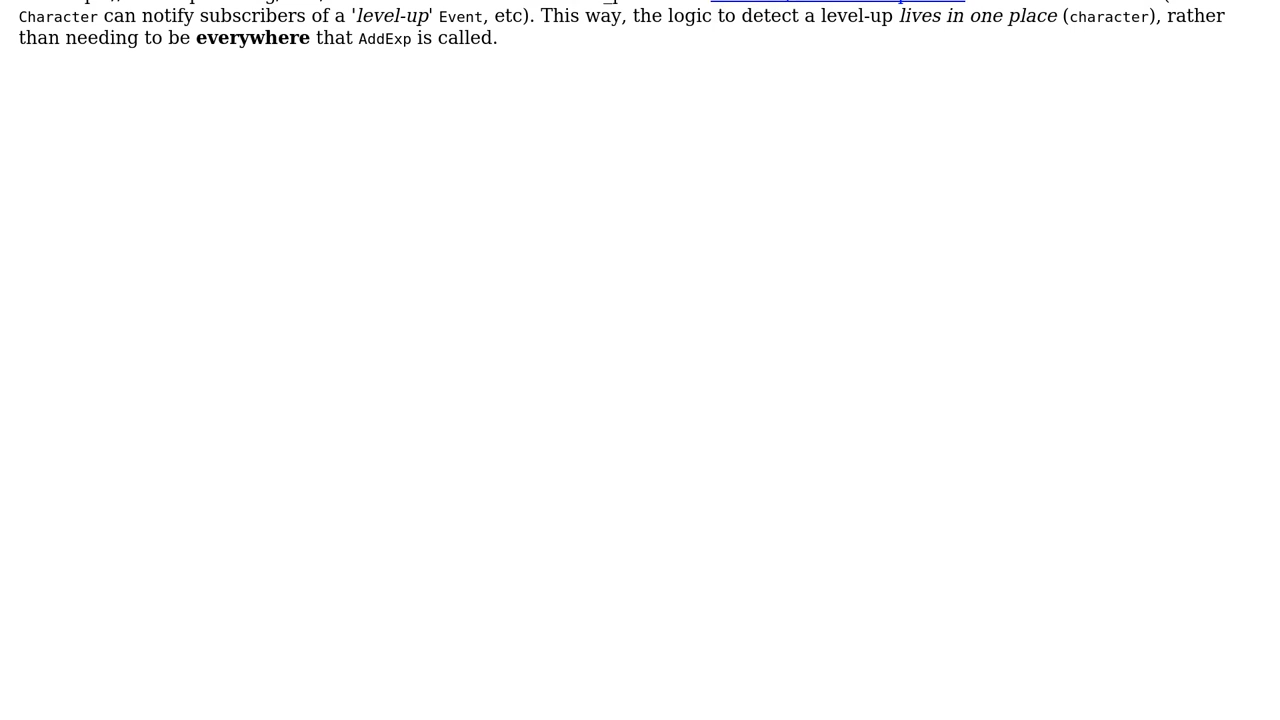 Character can notify subscribers of a 'level-up' Event, etc). This way, the logic to detect a level-up lives in one place (character), rather
than needing to be everywhere that AddExp is called.